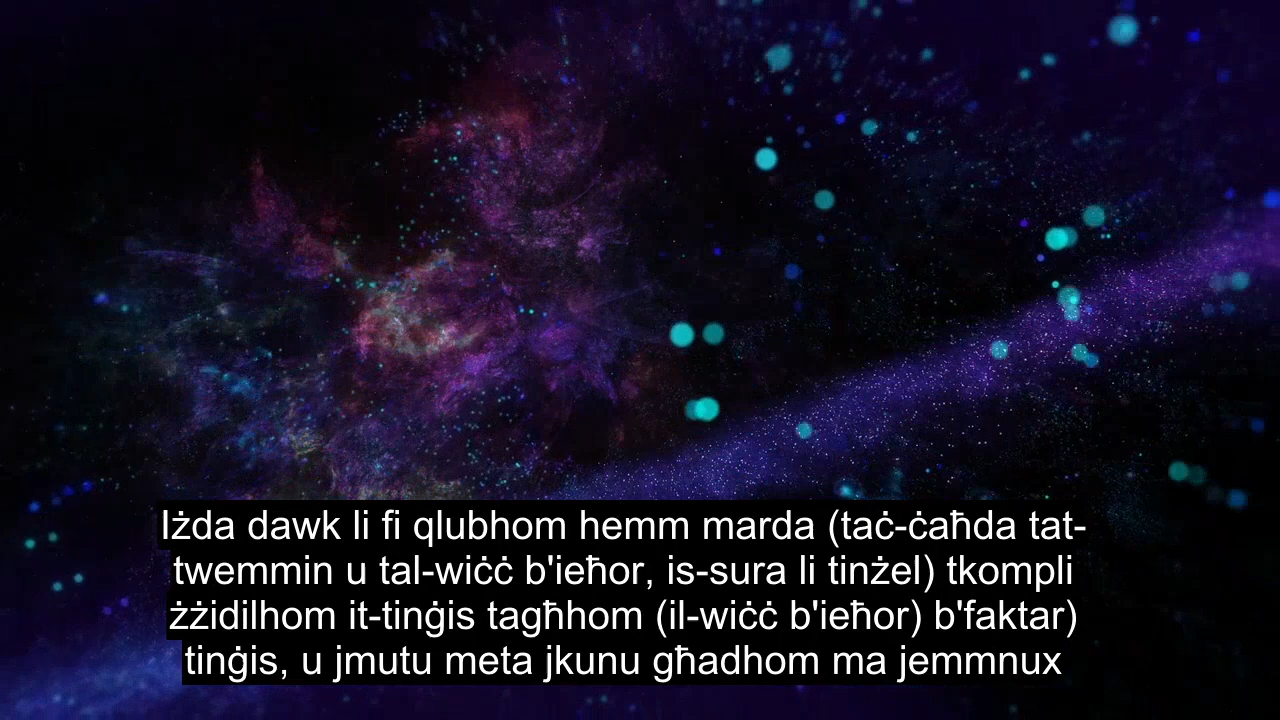 Iżda dawk li fi qlubhom hemm marda (taċ-ċaħda tat-
twemmin u tal-wiċċ b'ieħor, is-sura li tinżel) tkompli
żżidilhom it-tinġis tagħhom (il-wiċċ b'ieħor) b'faktar)
tinġis, u jmutu meta jkunu għadhom ma jemmnux